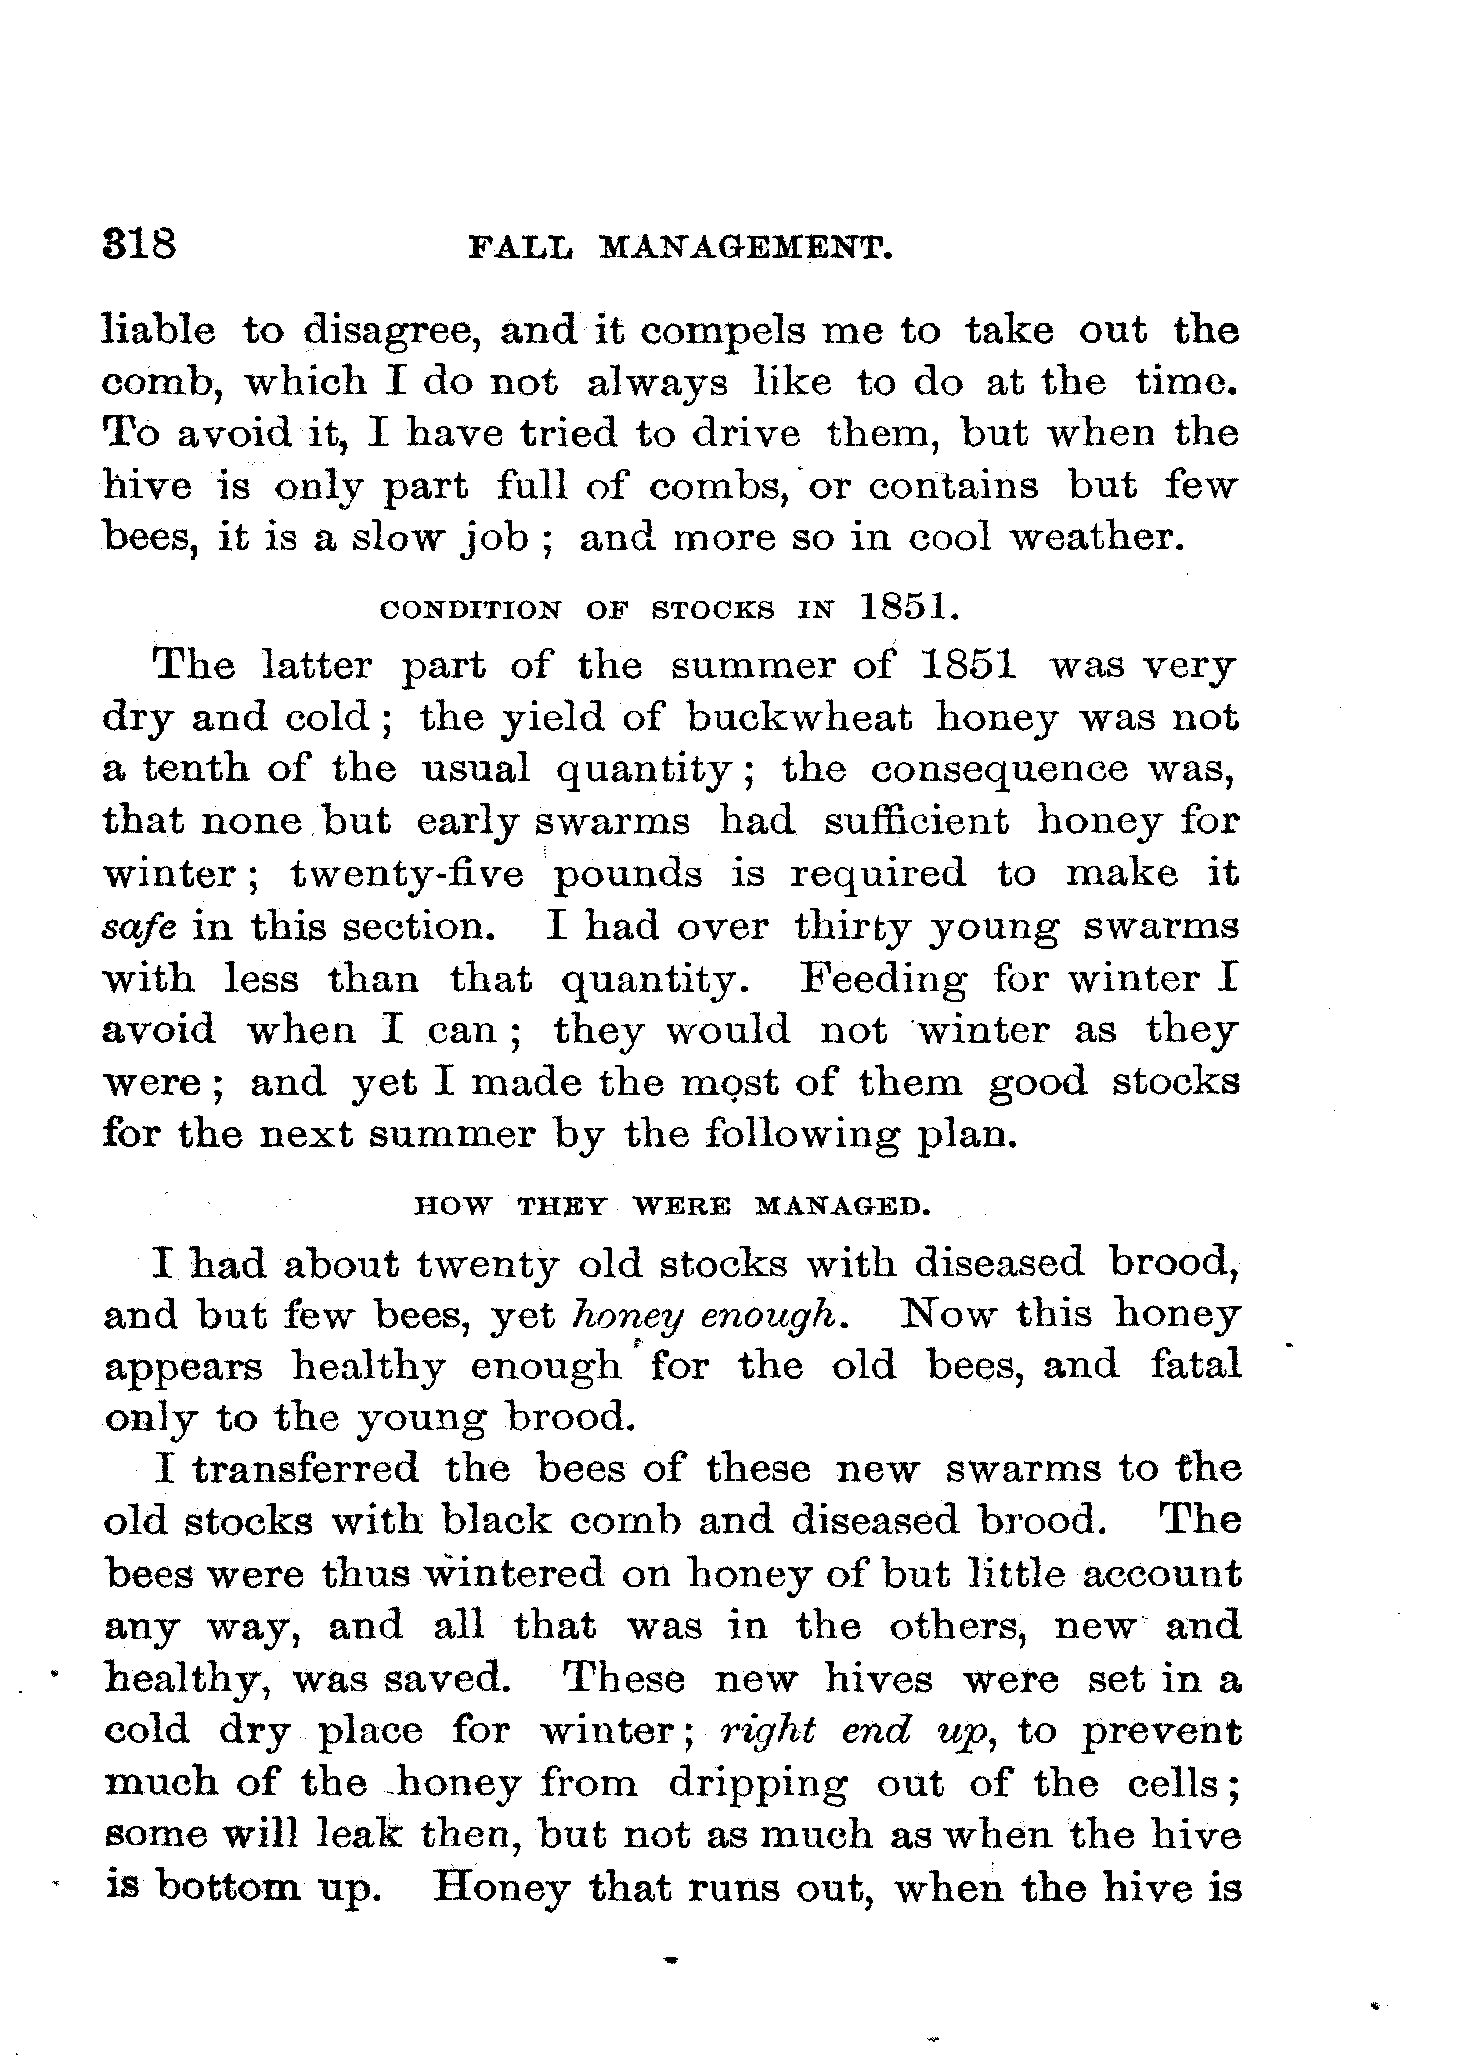 318 FALL MANAGEMENT.
liable to disagree, and it compels me to take out the
comb, which I do not always like to do at the time.
To avoid it, I have tried to drive them, but when the
hive is only part full of combs, or contains but few
bees, it is a slow job ; and more so in cool weather.
CONDITION OF STOCKS IN 1851.
The latter part of the summer of 1851 was very
dry and cold ; the yield of buckwheat honey was not
a tenth of the usual quantity ; the consequence was,
that none but early swarms had sufficient honey for
winter ; twenty-five pounds is required to make it
safe in this section. I had over thirty young swarms
with less than that quantity. Feeding for winter I
avoid when I can ; they would not winter as they
were ; and yet I made the most of them good stocks
for the next summer by the following plan.
HOW THEY WERE MANAGED.
I had about twenty old stocks with diseased brood,
and but few bees, yet honey enough. Now this honey
appears healthy enough for the old bees, and fatal
only to the young brood.
I transferred the bees of these new swarms to the
old stocks with black comb and diseased brood. The
bees were thus wintered on honey of but little account
any way, and all that was in the others, new and
healthy, was saved. These new hives were set in a
cold dry place for winter ; right end up, to prevent
much of the honey from dripping out of the cells ;
some will leak then, but not as much as when the hive
is bottom up. Honey that runs out, when the hive is